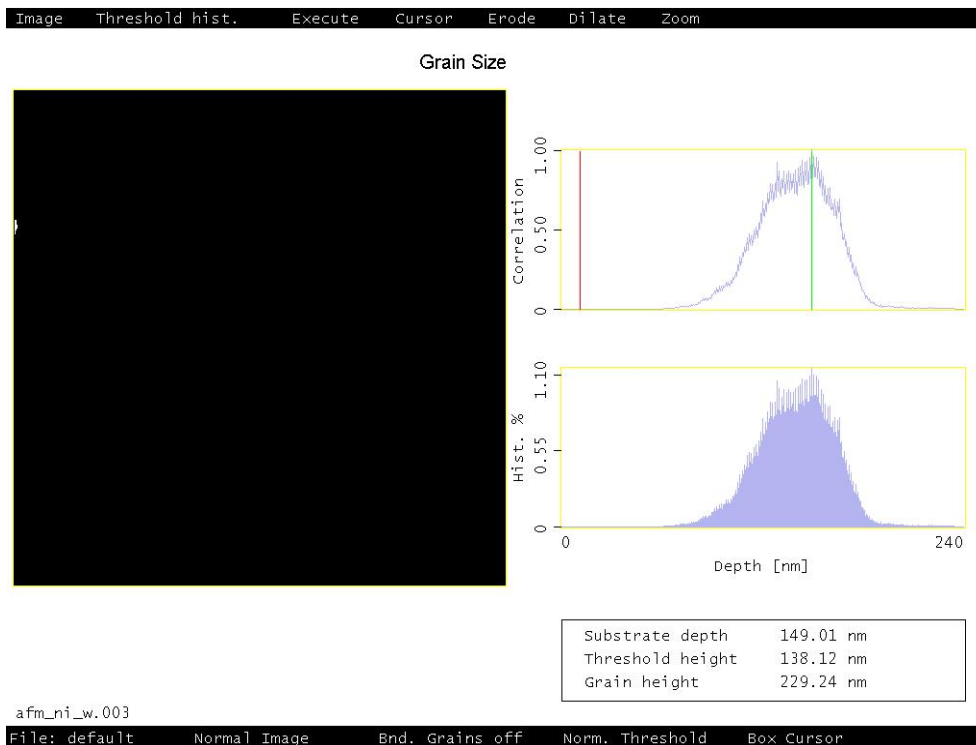 Image Threshold hist. Execute Cursor Erode Dilate Zoom
Grain Size
Correlation
1.00
0.50
0
Hist. %
1.10
0.55
0
0 240
Depth [nm]
Substrate depth 149.01 nm
Threshold height 138.12 nm
Grain height 229.24 nm
afm_ni_w.003
File: default Normal Image Bnd. Grains off Norm. Threshold Box Cursor